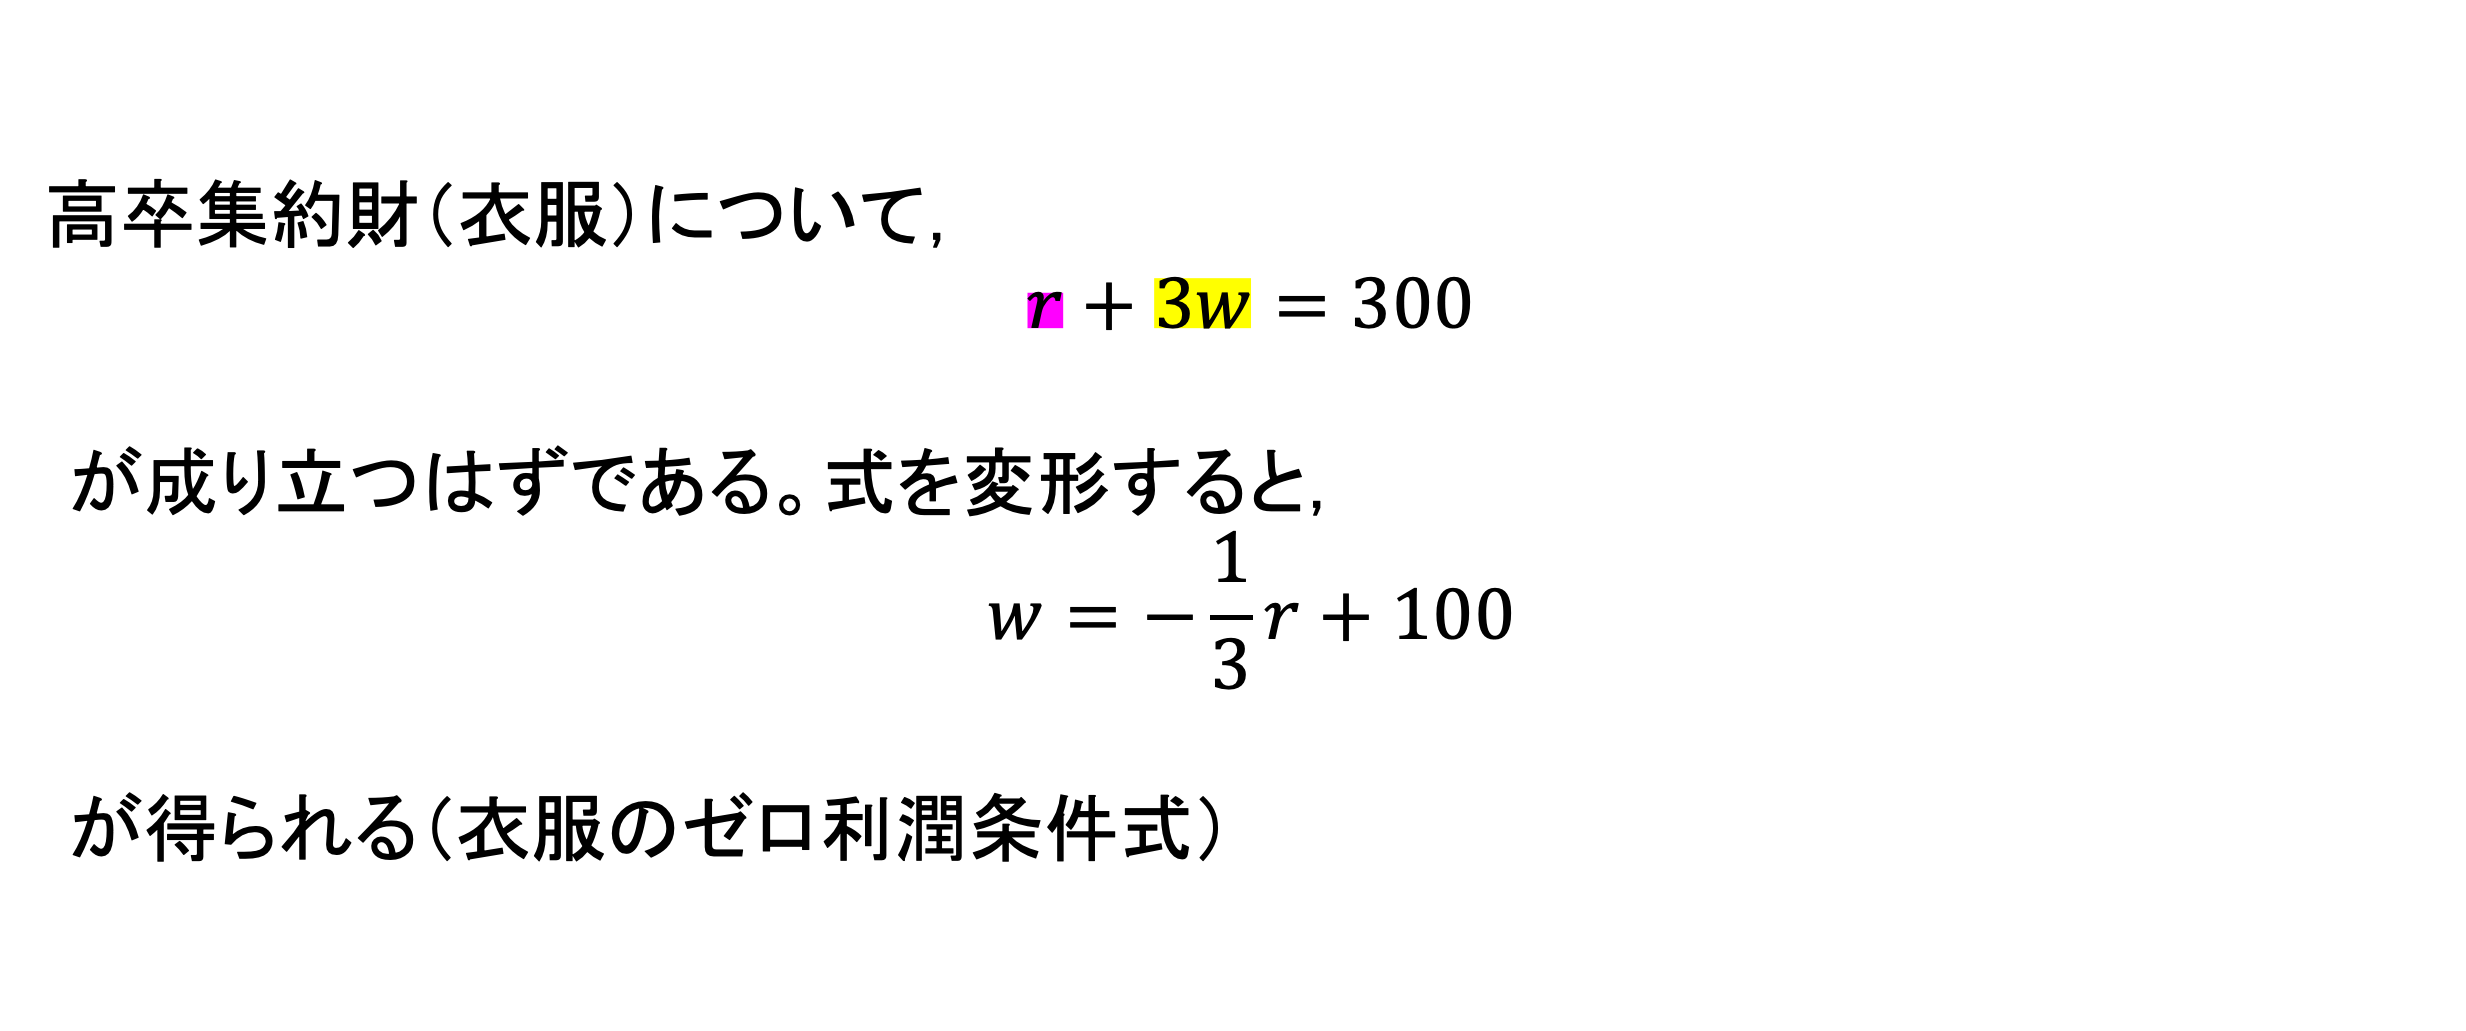 高卒集約財(衣服)について,
r + 3w = 300
が成り立つはずである。式を変形すると,
w = −\frac{1}{3}r + 100
が得られる(衣服のゼロ利潤条件式)